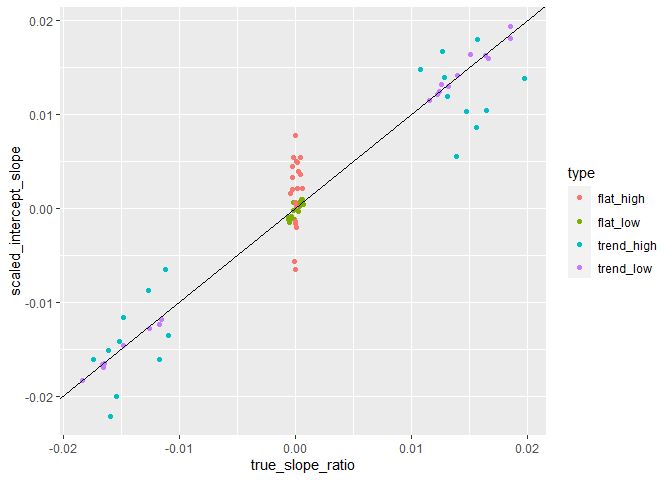 0.02
0.01
0.00
-0.01
-0.02
scaled_intercept_slope
-0.02 -0.01 0.00 0.01 0.02
true_slope_ratio
type
flat_high
flat_low
trend_high
trend_low